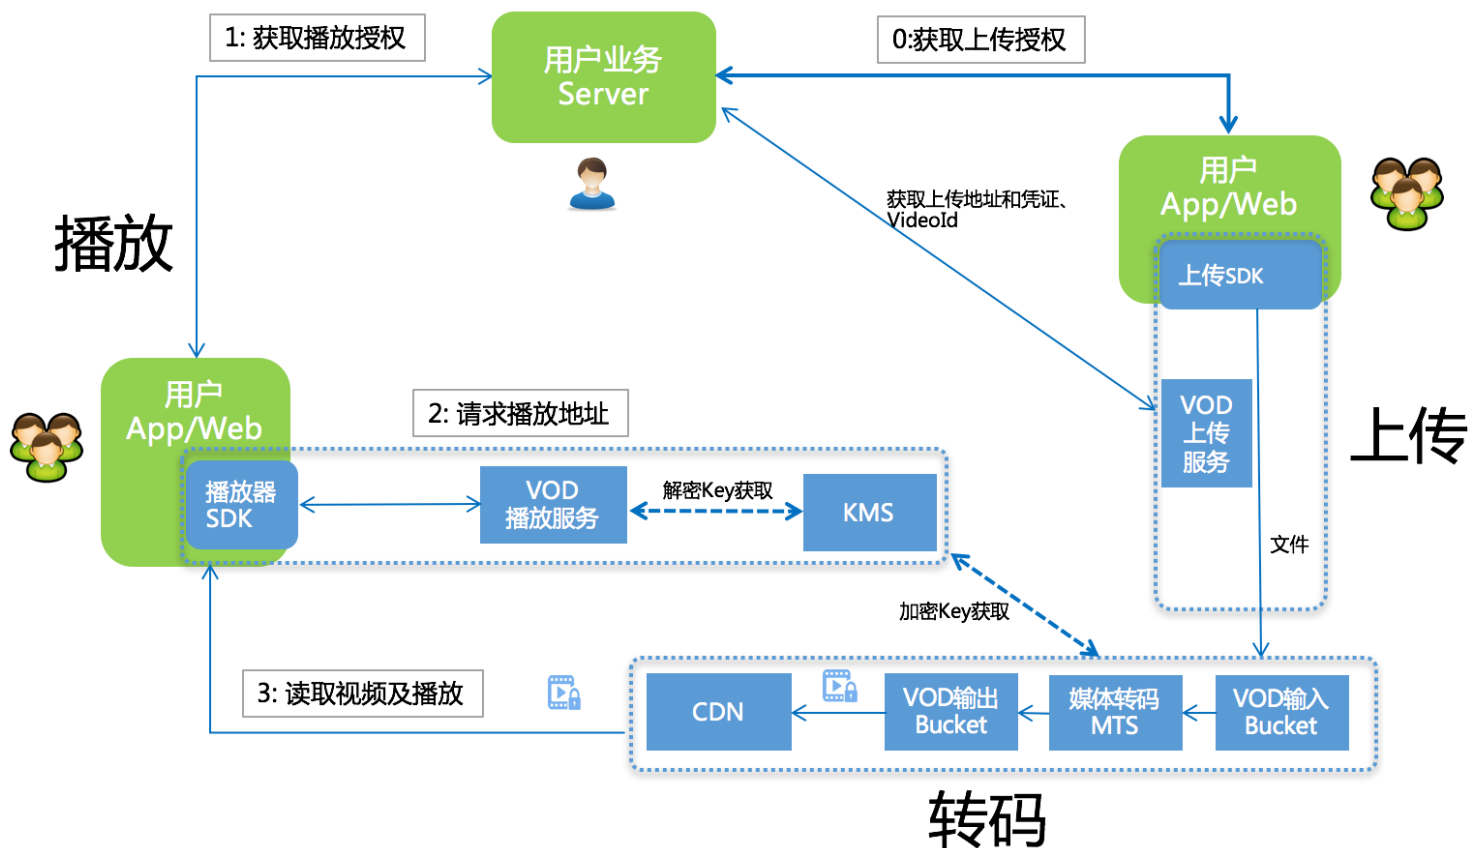 1: 获取播放授权
用户业务
Server
0:获取上传授权
用户
App/Web
获取上传地址和凭证、
VideoId
播放
上传SDK
用户
App/Web
2: 请求播放地址
VOD
上传
服务
上传
播放器
SDK
VOD
播放服务
解密Key获取
KMS
文件
加密Key获取
3: 读取视频及播放
CDN
VOD输出
Bucket
媒体转码
MTS
VOD输入
Bucket
转码